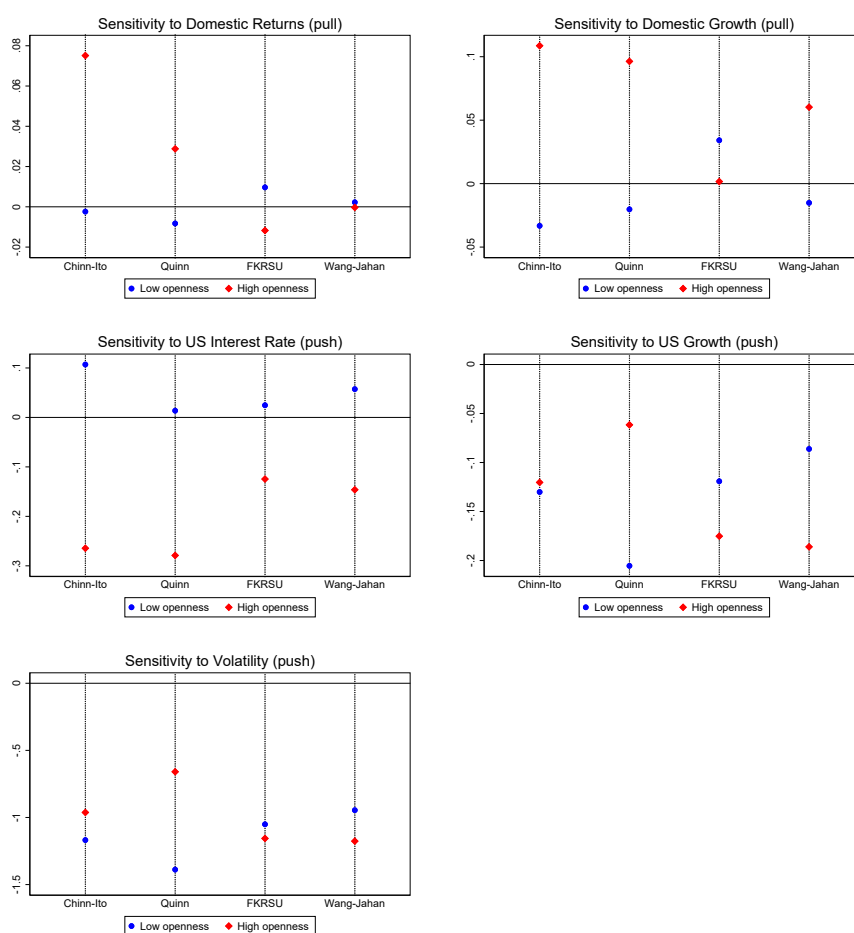 Sensitivity to Domestic Returns (pull)
.08
.06
.04
.02
0
-.02
Chinn-Ito Quinn FKRSU Wang-Jahan
Low openness High openness
Sensitivity to Domestic Growth (pull)
.1
.05
0
-.05
Chinn-Ito Quinn FKRSU Wang-Jahan
Low openness High openness
Sensitivity to US Interest Rate (push)
.1
0
-.1
-.2
-.3
Chinn-Ito Quinn FKRSU Wang-Jahan
Low openness High openness
Sensitivity to US Growth (push)
0
-.05
-.1
-.15
-.2
Chinn-Ito Quinn FKRSU Wang-Jahan
Low openness High openness
Sensitivity to Volatility (push)
0
-.5
-1
-1.5
Chinn-Ito Quinn FKRSU Wang-Jahan
Low openness High openness